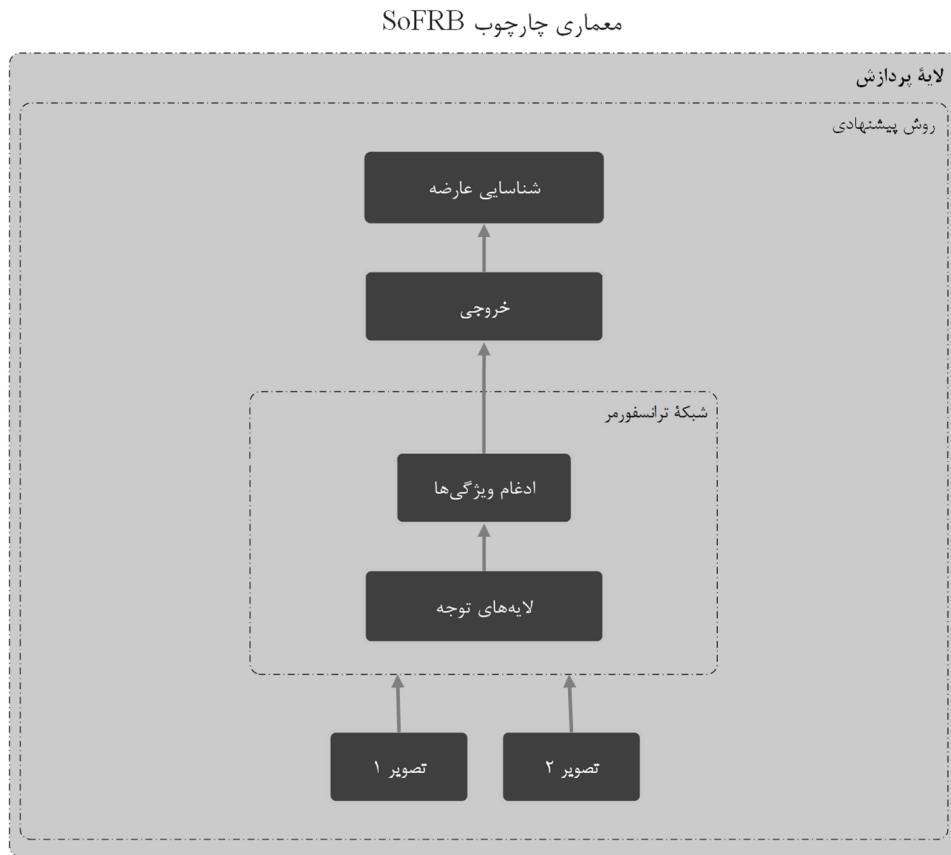 معماری چارچوب SoFRB
لایهٔ پردازش
روش پیشنهادی
شناسایی عارضه
خروجی
شبکهٔ ترانسفورمر
ادغام ویژگی‌ها
لایه‌های توجه
تصویر ۲
تصویر ۱